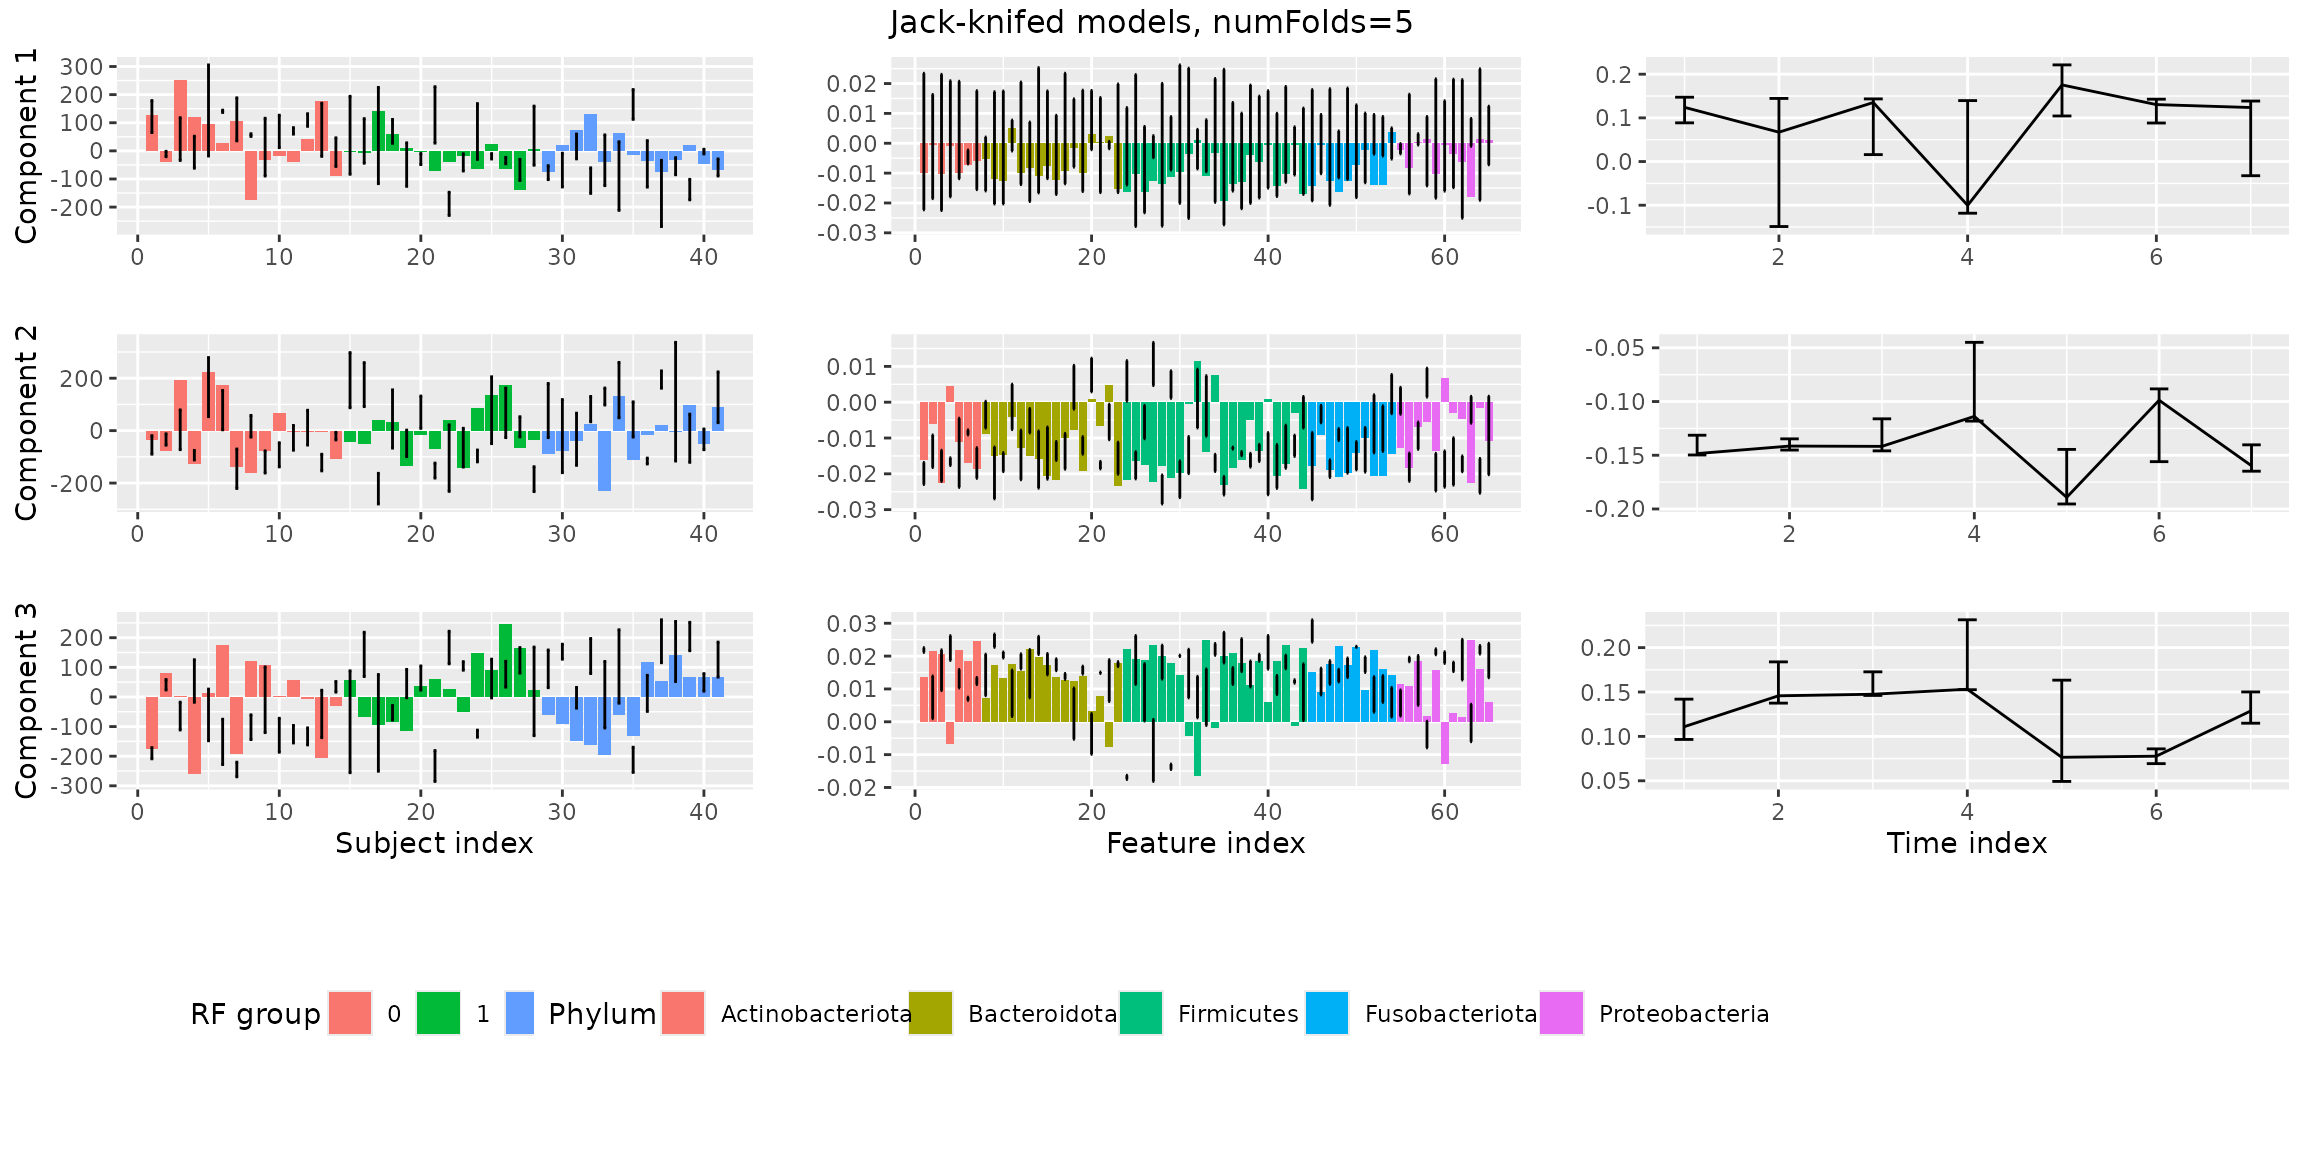 Jack-knifed models, numFolds=5
Component 1
300
200
100
0
-100
-200
0 10 20 30 40
0.02
0.01
0.00
-0.01
-0.02
-0.03
0 20 40 60
0.2
0.1
0.0
-0.1
2 4 6
Component 2
200
0
-200
0 10 20 30 40
0.01
0.00
-0.01
-0.02
-0.03
0 20 40 60
-0.05
-0.10
-0.15
-0.20
2 4 6
Component 3
200
100
0
-100
-200
-300
0 10 20 30 40
Subject index
0.03
0.02
0.01
0.00
-0.01
-0.02
0 20 40 60
Feature index
0.20
0.15
0.10
0.05
2 4 6
Time index
RF group 0 1 Phylum Actinobacteriota Bacteroidota Firmicutes Fusobacteriota Proteobacteria